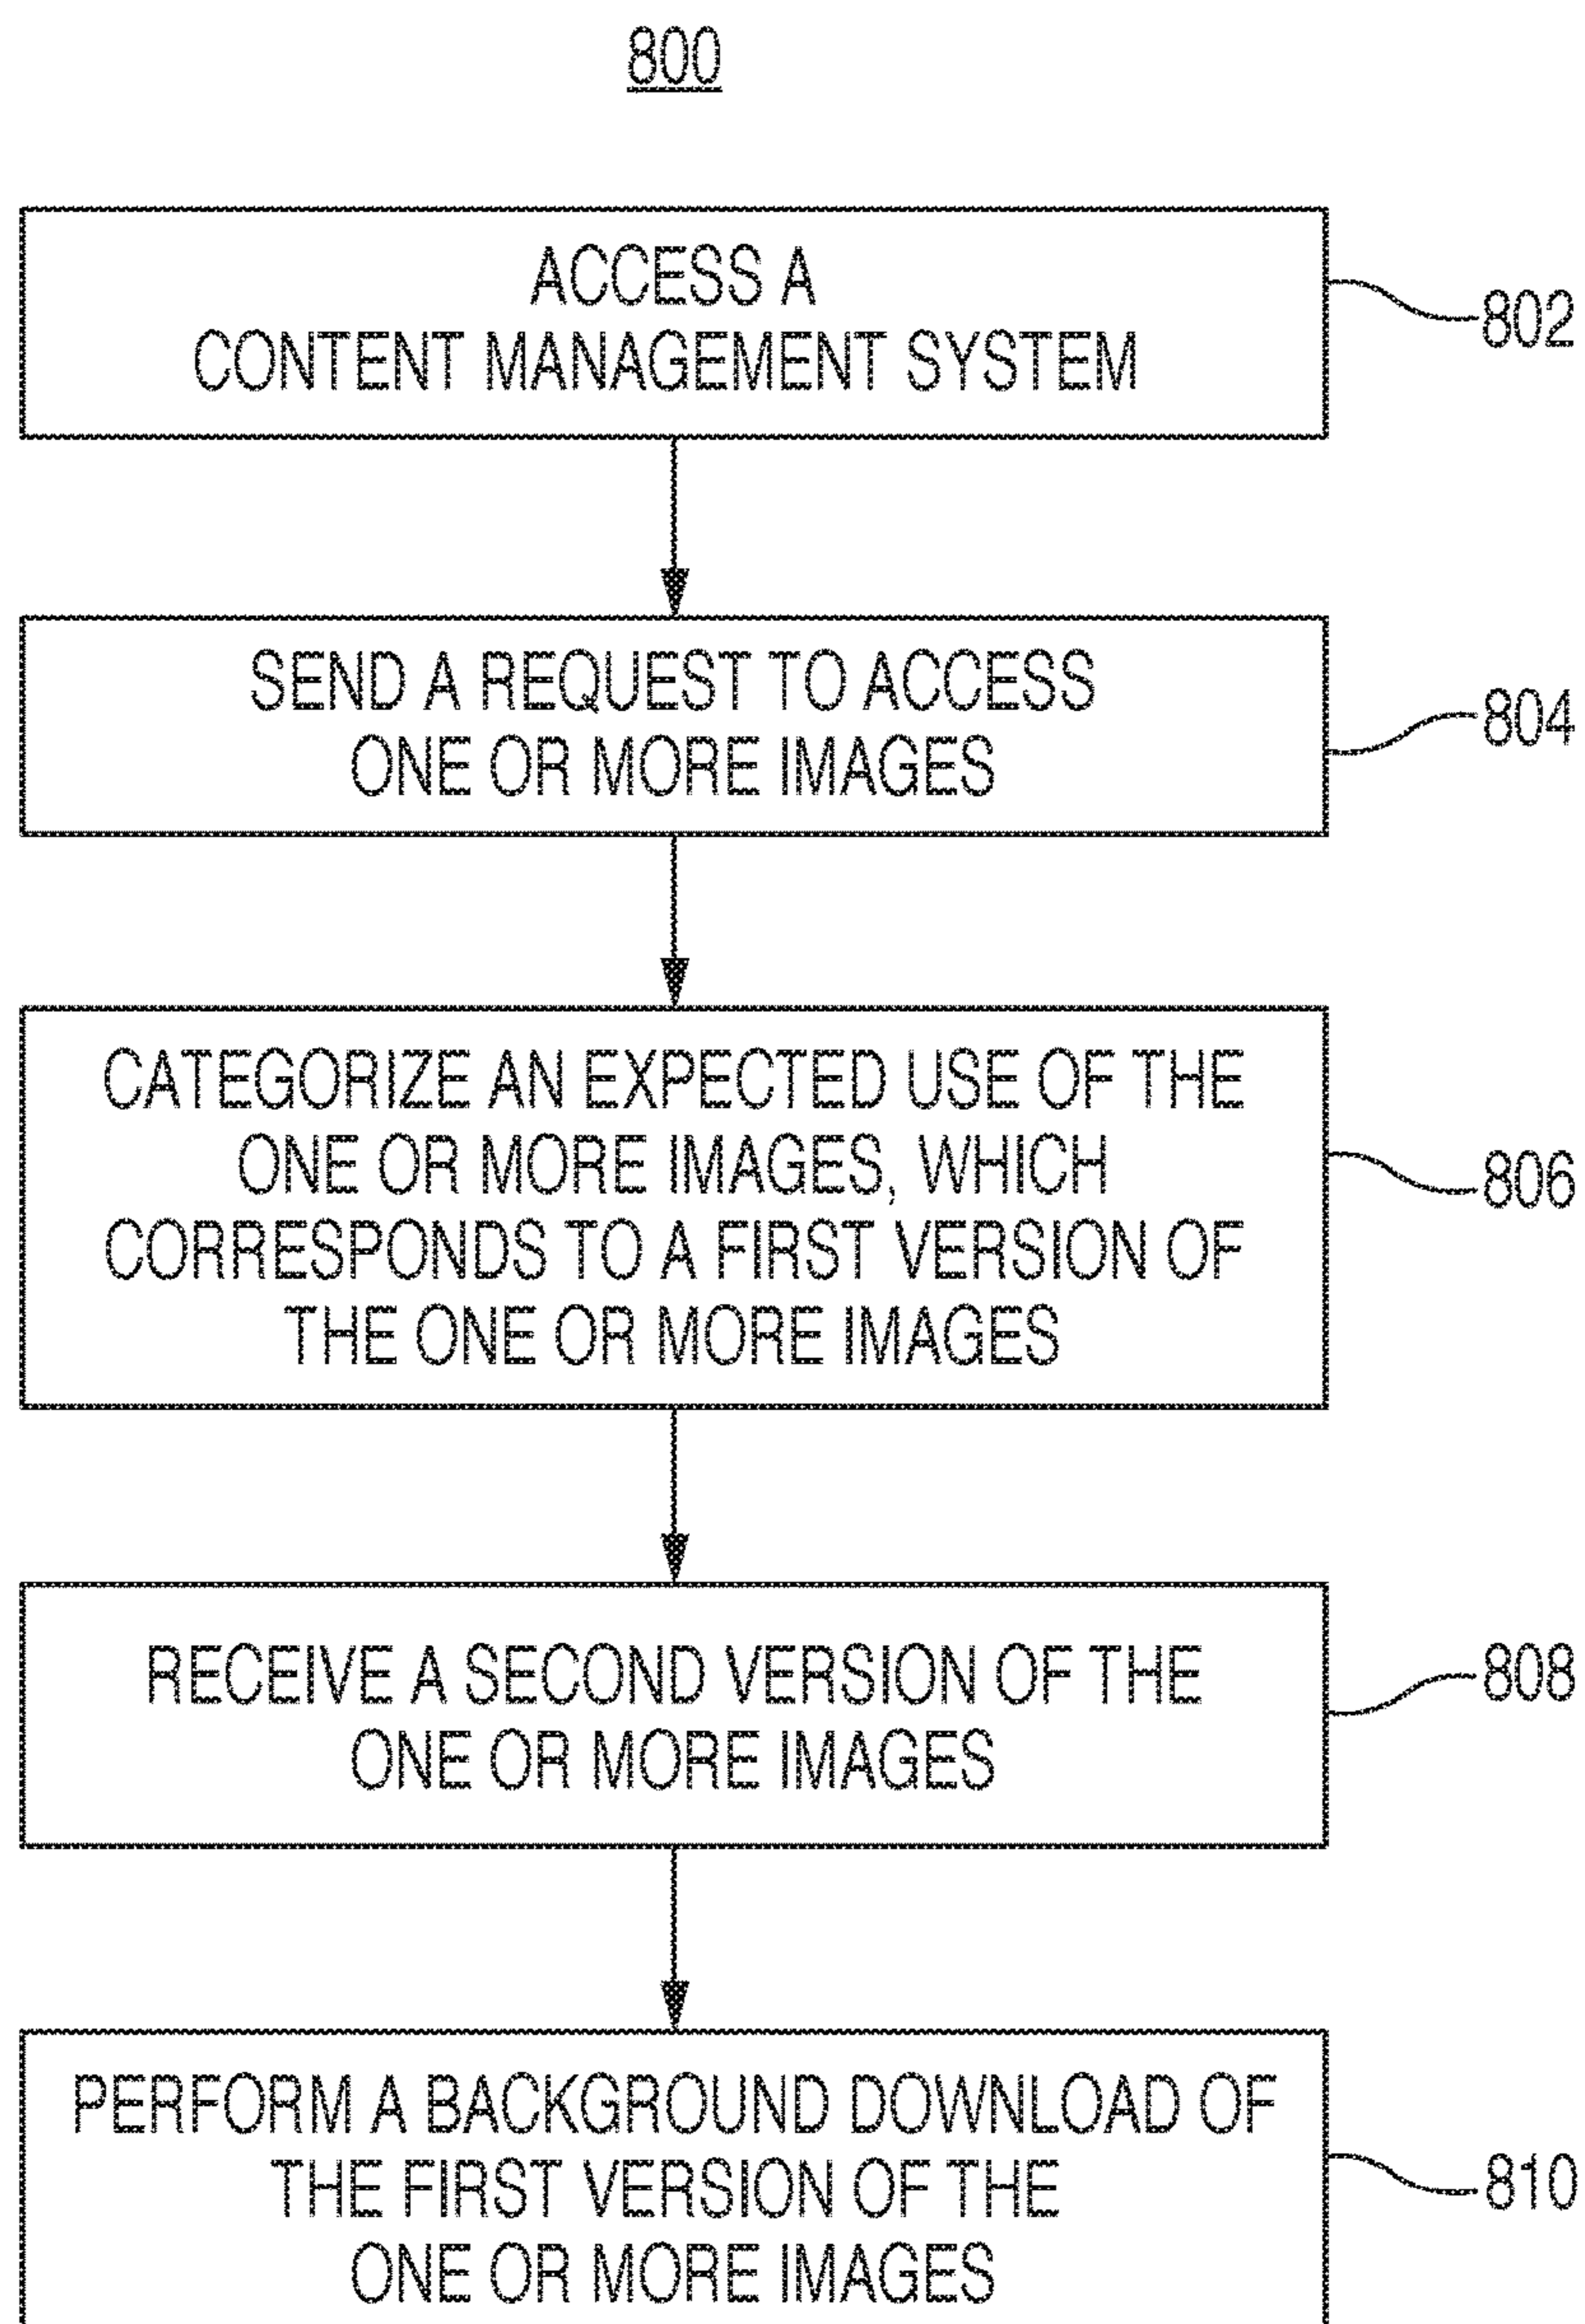 800
ACCESS A
CONTENT MANAGEMENT SYSTEM
802
SEND A REQUEST TO ACCESS
ONE OR MORE IMAGES
804
CATEGORIZE AN EXPECTED USE OF THE
ONE OR MORE IMAGES, WHICH
CORRESPONDS TO A FIRST VERSION OF
THE ONE OR MORE IMAGES
806
RECEIVE A SECOND VERSION OF THE
ONE OR MORE IMAGES
808
PERFORM A BACKGROUND DOWNLOAD OF
THE FIRST VERSION OF THE
ONE OR MORE IMAGES
810